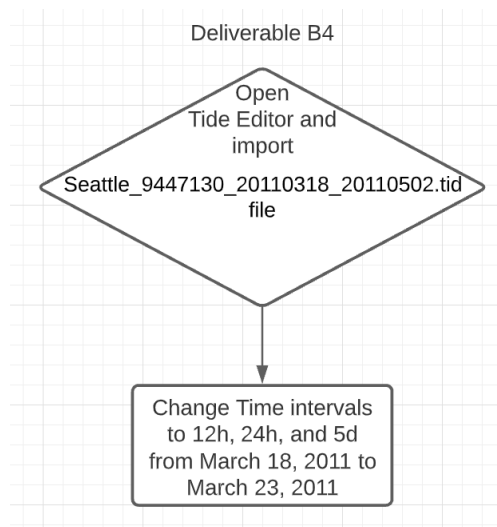 Deliverable B4
Open
Tide Editor and
import
Seattle_9447130_20110318_20110502.tid
file
Change Time intervals
to 12h, 24h, and 5d
from March 18, 2011 to
March 23, 2011